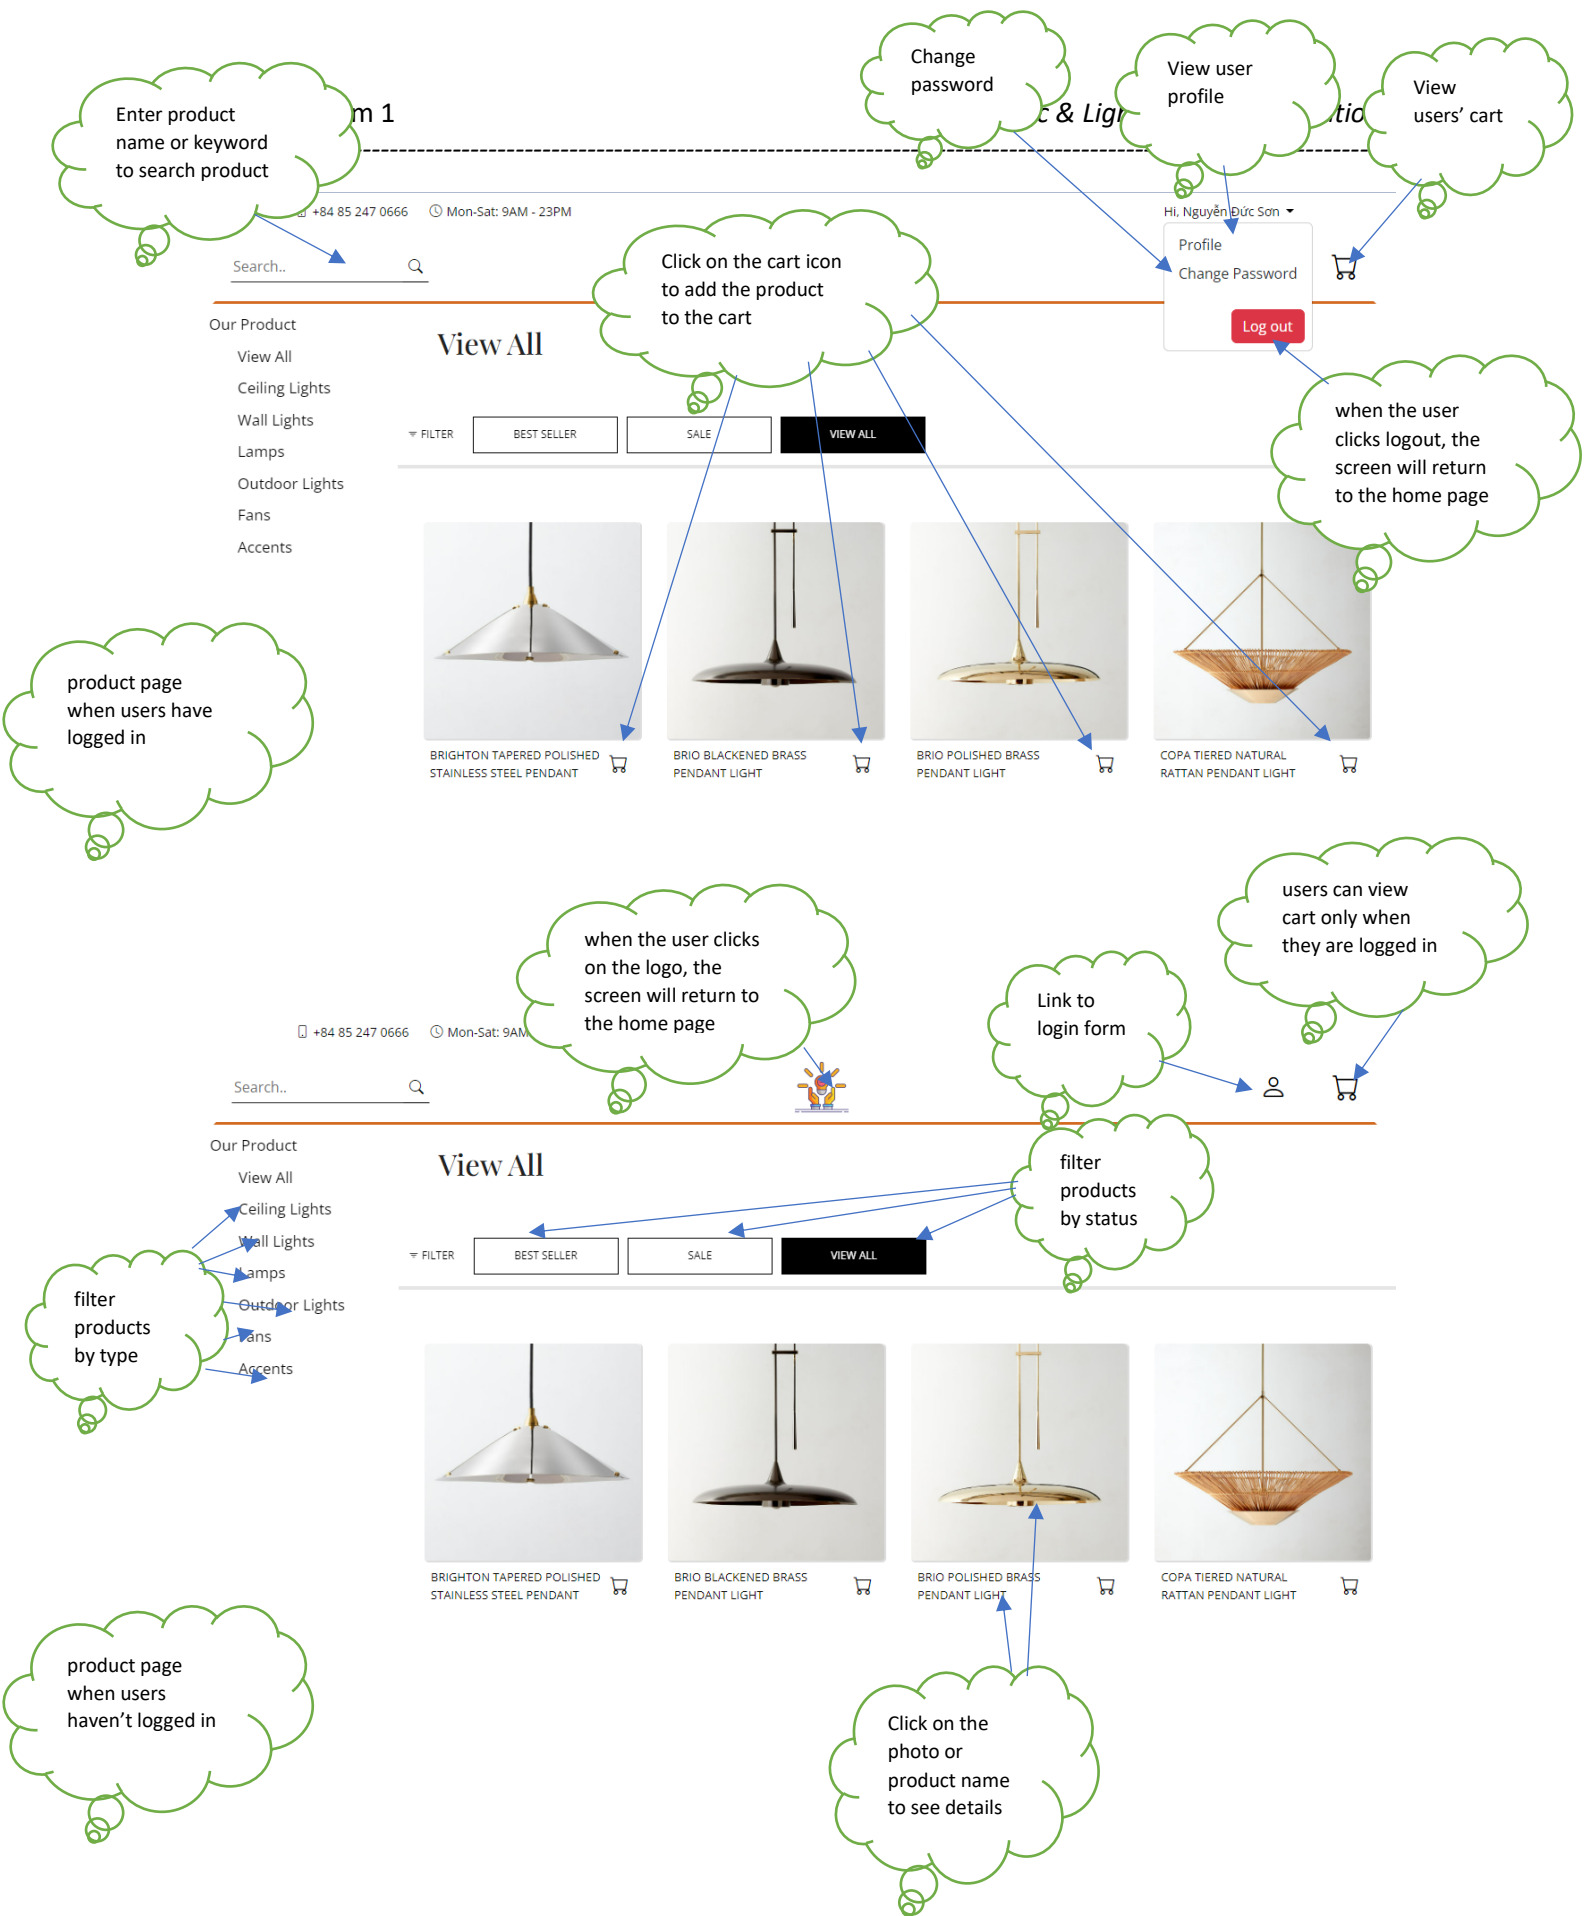 Change
password
View user
profile
View
users' cart
Enter product
name or keyword
to search product
m 1
c & Lig
tio
+84 85 247 0666
Mon-Sat: 9AM - 23PM
Hi, Nguyễn Đức Sơn
Profile
Change Password
Log out
Search..
Click on the cart icon
to add the product
to the cart
Our Product
View All
Ceiling Lights
Wall Lights
Lamps
Outdoor Lights
Fans
Accents
View All
FILTER
BEST SELLER
SALE
VIEW ALL
when the user
clicks logout, the
screen will return
to the home page
product page
when users have
logged in
BRIGHTON TAPERED POLISHED
STAINLESS STEEL PENDANT
BRIO BLACKENED BRASS
PENDANT LIGHT
BRIO POLISHED BRASS
PENDANT LIGHT
COPA TIERED NATURAL
RATTAN PENDANT LIGHT
users can view
cart only when
they are logged in
when the user clicks
on the logo, the
screen will return to
the home page
Link to
login form
+84 85 247 0666
Mon-Sat: 9AM
Search..
Our Product
View All
Ceiling Lights
Wall Lights
Lamps
Outdoor Lights
Fans
Accents
View All
filter
products
by status
FILTER
BEST SELLER
SALE
VIEW ALL
filter
products
by type
BRIGHTON TAPERED POLISHED
STAINLESS STEEL PENDANT
BRIO BLACKENED BRASS
PENDANT LIGHT
BRIO POLISHED BRASS
PENDANT LIGHT
COPA TIERED NATURAL
RATTAN PENDANT LIGHT
product page
when users
haven't logged in
Click on the
photo or
product name
to see details